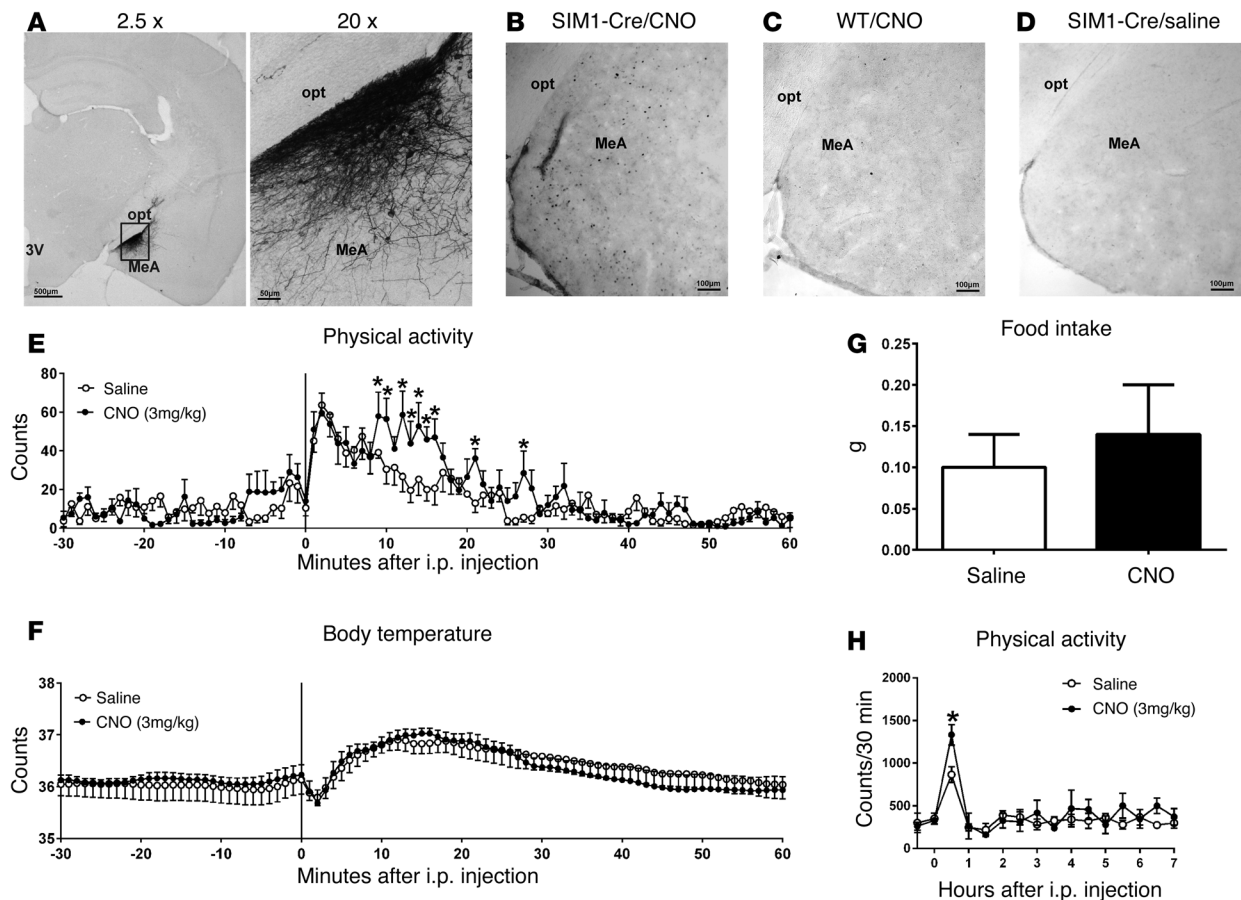 A
2.5 x
20 x
opt
3V
MeA
500µm
opt
MeA
50µm
B
SIM1-Cre/CNO
opt
MeA
100µm
C
WT/CNO
opt
MeA
100µm
D
SIM1-Cre/saline
opt
MeA
100µm
E
Physical activity
Saline
CNO (3mg/kg)
* * * * * * * * *
Counts
80
60
40
20
0
-30 -20 -10 0 10 20 30 40 50 60
Minutes after i.p. injection
G
Food intake
g
0.25
0.20
0.15
0.10
0.05
0.00
Saline CNO
F
Body temperature
Saline
CNO (3mg/kg)
Counts
38
37
36
35
-30 -20 -10 0 10 20 30 40 50 60
Minutes after i.p. injection
H
Physical activity
Saline
CNO (3mg/kg)
*
Counts/30 min
2000
1500
1000
500
0
0 1 2 3 4 5 6 7
Hours after i.p. injection